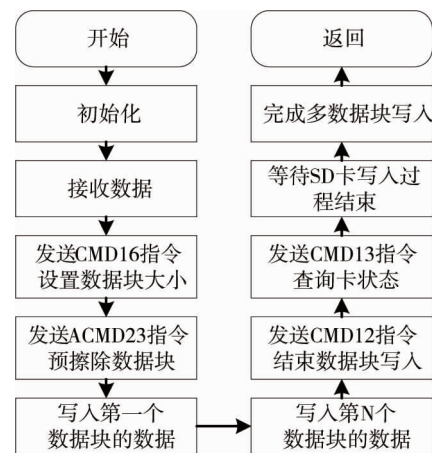 开始
初始化
接收数据
发送CMD16指令
设置数据块大小
发送ACMD23指令
预擦除数据块
写入第一个
数据块的数据
写入第N个
数据块的数据
发送CMD12指令
结束数据块写入
发送CMD13指令
查询卡状态
等待SD卡写入过
程结束
完成多数据块写入
返回